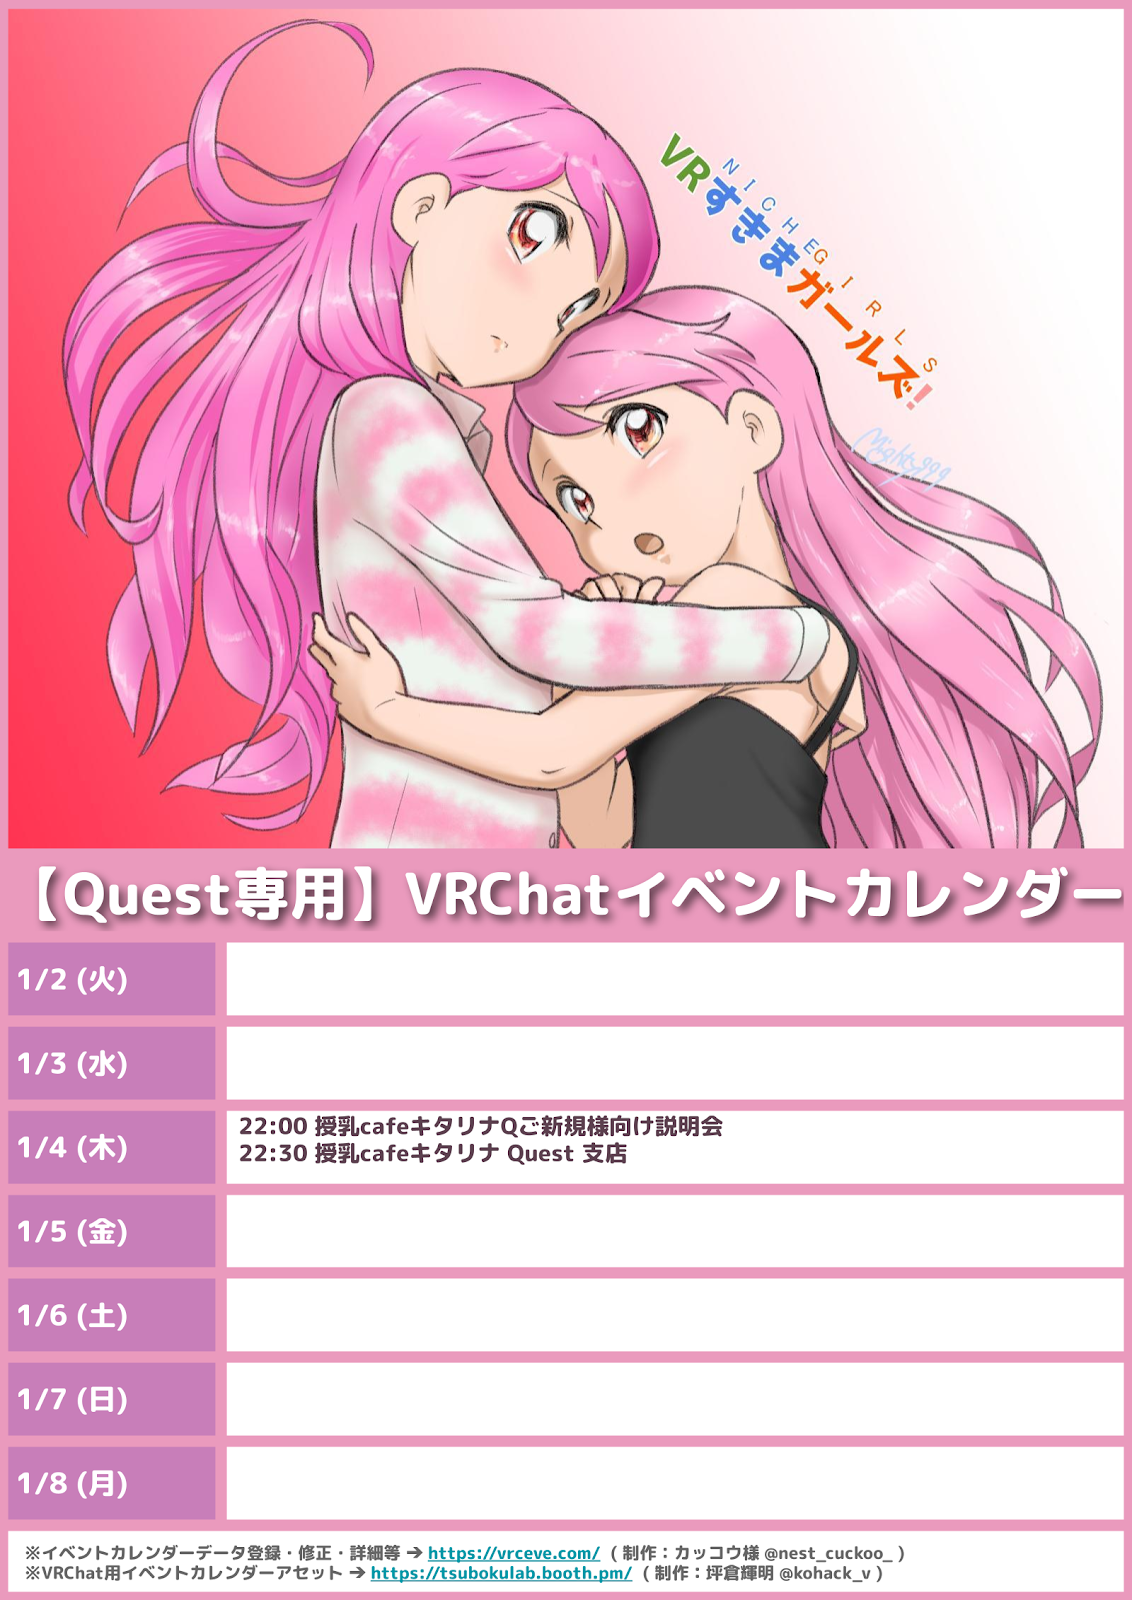 VRすきまガールズ!
NICHEGIRLS
Mighty999
【Quest専用】VRChatイベントカレンダー
1/2 (火)
1/3 (水)
1/4 (木)
22:00 授乳cafeキタリナQご新規様向け説明会
22:30 授乳cafeキタリナ Quest 支店
1/5 (金)
1/6 (土)
1/7 (日)
1/8 (月)
※イベントカレンダーデータ登録・修正・詳細等 ➔ https://vrceve.com/ ( 制作：カッコウ様 @nest_cuckoo_ )
※VRChat用イベントカレンダーアセット ➔ https://tsubokulab.booth.pm/ ( 制作：坪倉輝明 @kohack_v )